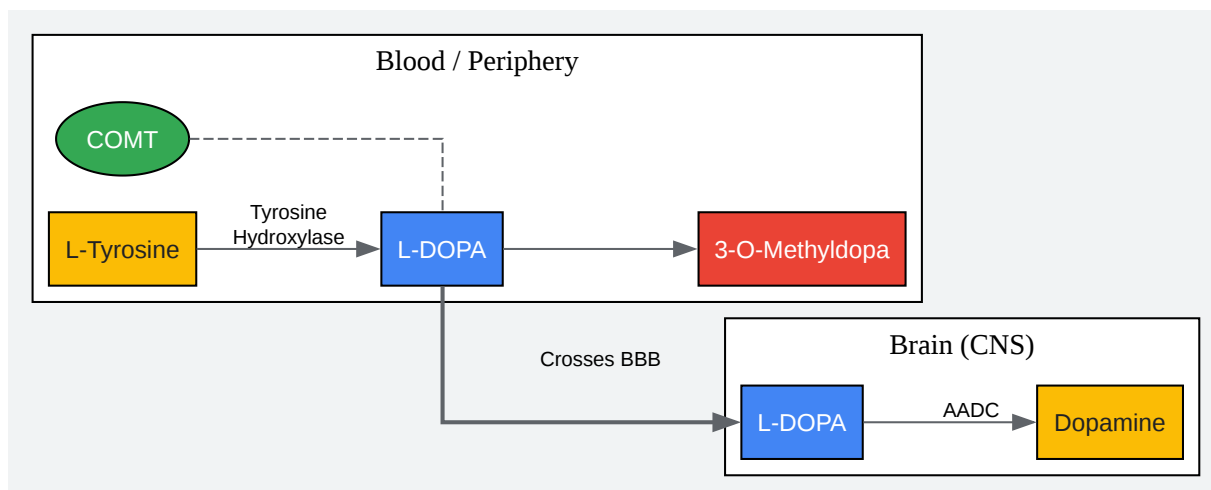 Blood / Periphery
COMT
L-Tyrosine
Tyrosine
Hydroxylase
L-DOPA
3-O-Methyldopa
Crosses BBB
Brain (CNS)
L-DOPA
AADC
Dopamine